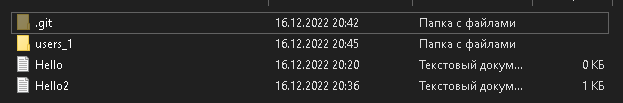 .git 16.12.2022 20:42 Папка с файлами
users_1 16.12.2022 20:45 Папка с файлами
Hello 16.12.2022 20:20 Текстовый докум... 0 КБ
Hello2 16.12.2022 20:36 Текстовый докум... 1 КБ